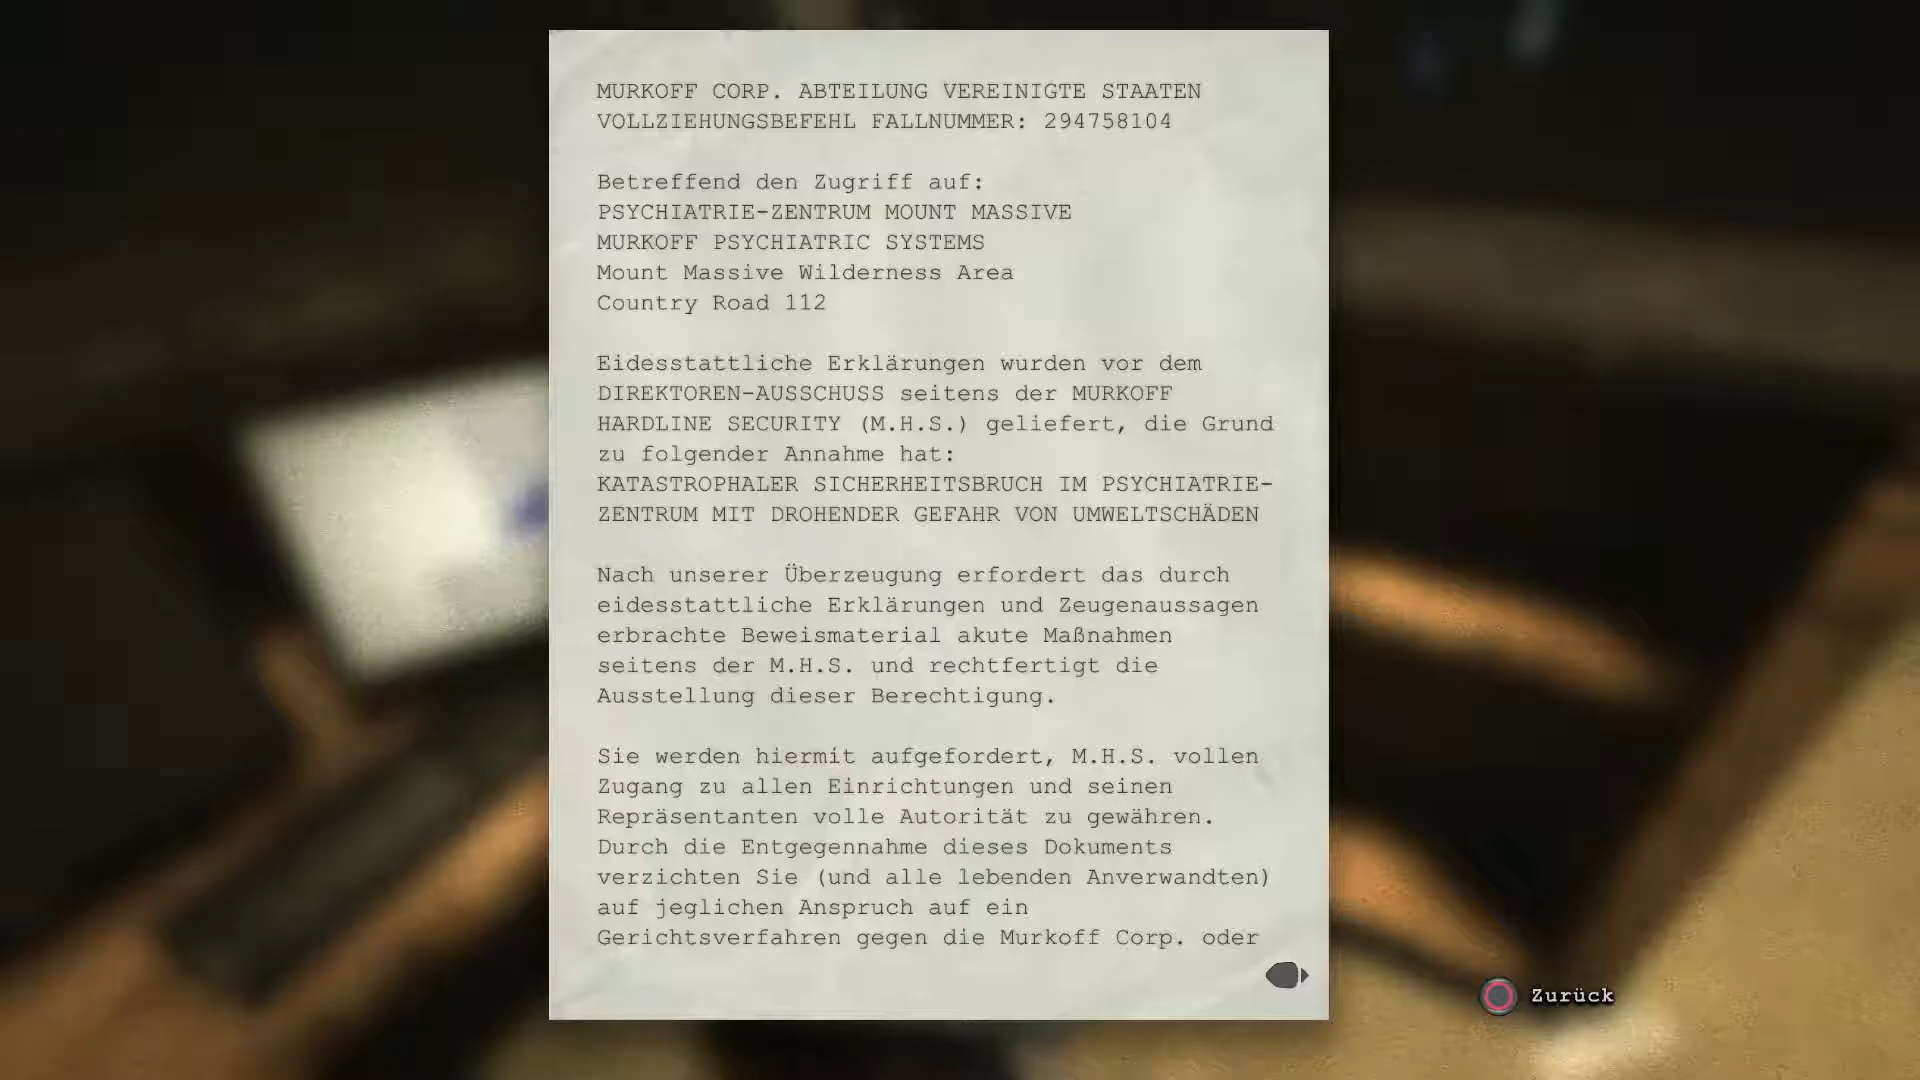 MURKOFF CORP. ABTEILUNG VEREINIGTE STAATEN
VOLLZIEHUNGSBEFEHL FALLNUMMER: 294758104
Betreffend den Zugriff auf:
PSYCHIATRIE-ZENTRUM MOUNT MASSIVE
MURKOFF PSYCHIATRIC SYSTEMS
Mount Massive Wilderness Area
Country Road 112
Eidesstattliche Erklärungen wurden vor dem
DIREKTOREN-AUSSCHUSS seitens der MURKOFF
HARDLINE SECURITY (M.H.S.) geliefert, die Grund
zu folgender Annahme hat:
KATASTROPHALER SICHERHEITSBRUCH IM PSYCHIATRIE-
ZENTRUM MIT DROHENDER GEFAHR VON UMWELTSCHÄDEN
Nach unserer Überzeugung erfordert das durch
eidesstattliche Erklärungen und Zeugenaussagen
erbrachte Beweismaterial akute Maßnahmen
seitens der M.H.S. und rechtfertigt die
Ausstellung dieser Berechtigung.
Sie werden hiermit aufgefordert, M.H.S. vollen
Zugang zu allen Einrichtungen und seinen
Repräsentanten volle Autorität zu gewähren.
Durch die Entgegennahme dieses Dokuments
verzichten Sie (und alle lebenden Anverwandten)
auf jeglichen Anspruch auf ein
Gerichtsverfahren gegen die Murkoff Corp. oder
Zurück